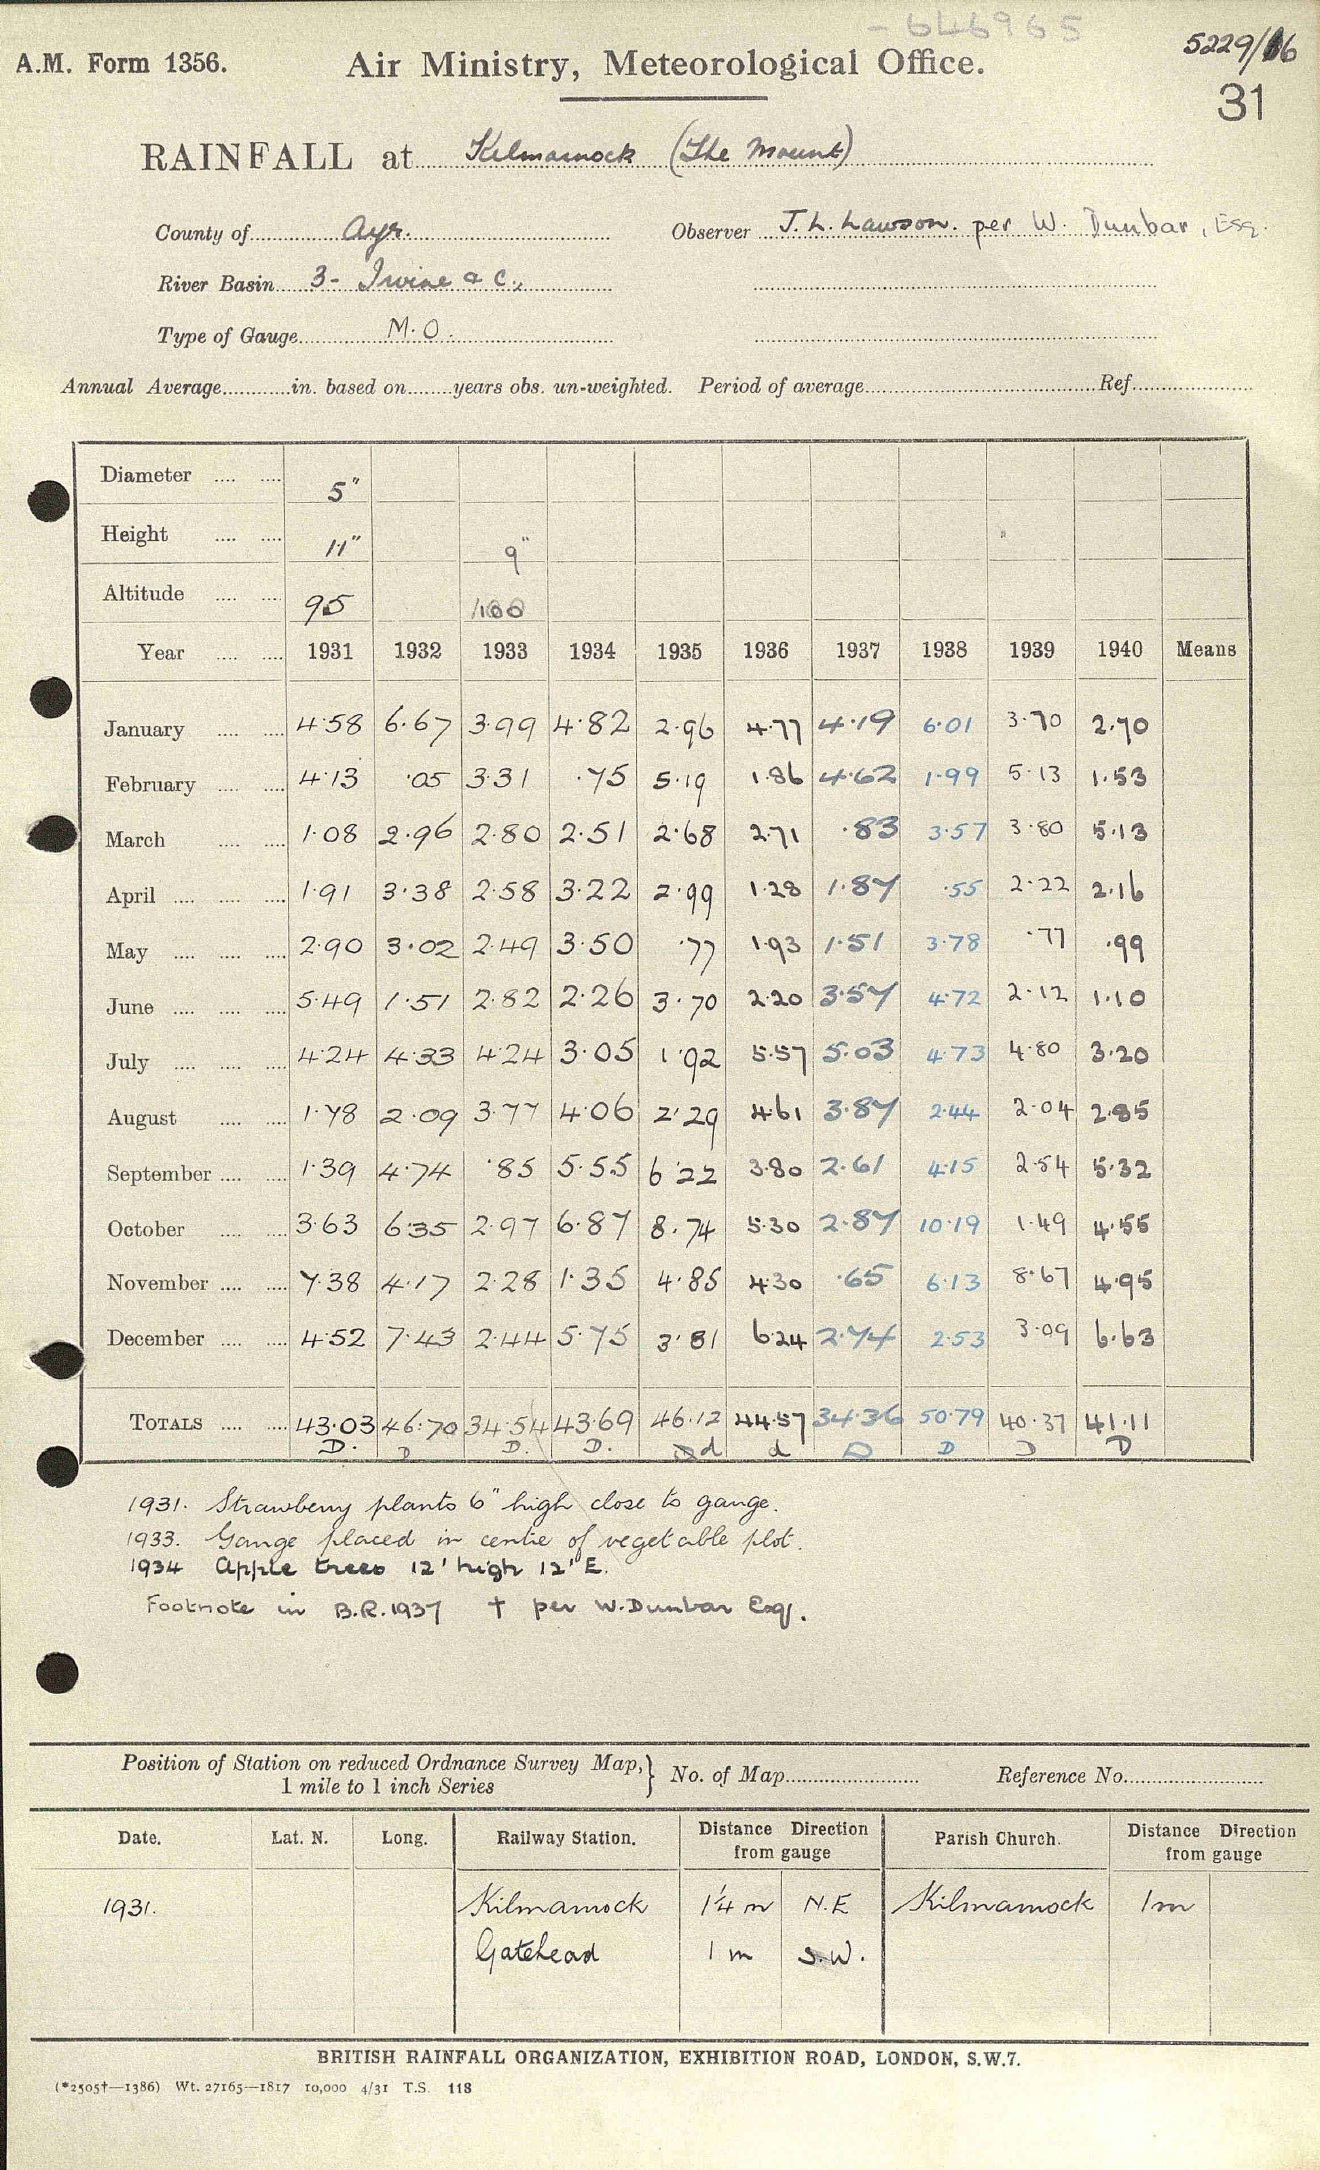 - 646965
5229/16
A.M. Form 1356. Air Ministry, Meteorological Office.
31
RAINFALL at Kilmarnock (The Mount)
County of Ayr. Observer J.L. Lawson. per W. Dunbar, Esq.
River Basin 3- Irvine & C.,
Type of Gauge M.O.
Annual Average in. based on years obs. un-weighted. Period of average Ref.
Diameter 5"
Height 11" 9"
Altitude 95 100
Year 1931 1932 1933 1934 1935 1936 1937 1938 1939 1940 Means
January 4.58 6.67 3.99 4.82 2.96 4.77 4.19 6.01 3.70 2.70
February 4.13 .05 3.31 .75 5.19 1.86 4.62 1.99 5.13 1.53
March 1.08 2.96 2.80 2.51 2.68 2.71 .83 3.57 3.80 5.13
April 1.91 3.38 2.58 3.22 2.99 1.28 1.87 .55 2.22 2.16
May 2.90 3.02 2.49 3.50 .77 1.93 1.51 3.78 .77 .99
June 5.49 1.51 2.82 2.26 3.70 2.20 3.57 4.72 2.12 1.10
July 4.24 4.33 4.24 3.05 1.92 5.57 5.03 4.73 4.80 3.20
August 1.78 2.09 3.77 4.06 2.29 4.61 3.87 2.44 2.04 2.85
September 1.39 4.74 .85 5.55 6.22 3.80 2.61 4.15 2.54 5.32
October 3.63 6.35 2.97 6.87 8.74 5.30 2.87 10.19 1.49 4.55
November 7.38 4.17 2.28 1.35 4.85 4.30 .65 6.13 8.67 4.95
December 4.52 7.43 2.44 5.75 3.81 6.24 2.74 2.53 3.09 6.63
TOTALS 43.03 46.70 34.54 43.69 46.12 44.57 34.36 50.79 40.37 41.11
D. D D. D. d d D D D D
1931. Strawberry plants 6" high close to gauge.
1933. Gauge placed in centre of vegetable plot.
1934 Apple trees 12' high 12' E.
Footnote in B.R. 1937 † per W. Dunbar Esq.
Position of Station on reduced Ordnance Survey Map, } No. of Map Reference No.
1 mile to 1 inch Series
Date. Lat. N. Long. Railway Station. Distance Direction from gauge Parish Church. Distance Direction from gauge
1931. Kilmarnock 1¼ m N.E Kilmarnock 1m
Gatehead 1 m S.W.
BRITISH RAINFALL ORGANIZATION, EXHIBITION ROAD, LONDON, S.W.7.
(*2505†—1386) Wt. 27165—1817 10,000 4/31 T.S. 118